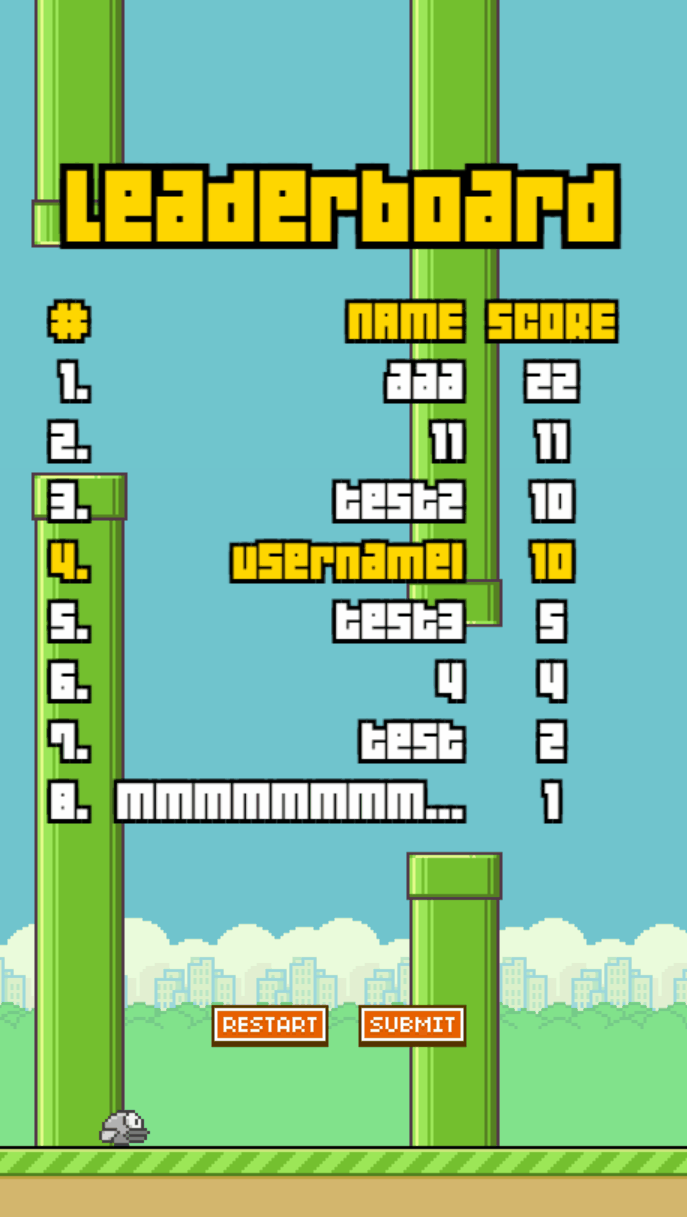 Leaderboard
# NAME SCORE
1. aaa 22
2. 11 11
3. test2 10
4. username1 10
5. test3 5
6. 4 4
7. test 2
8. mmmmmmmm... 1
RESTART SUBMIT